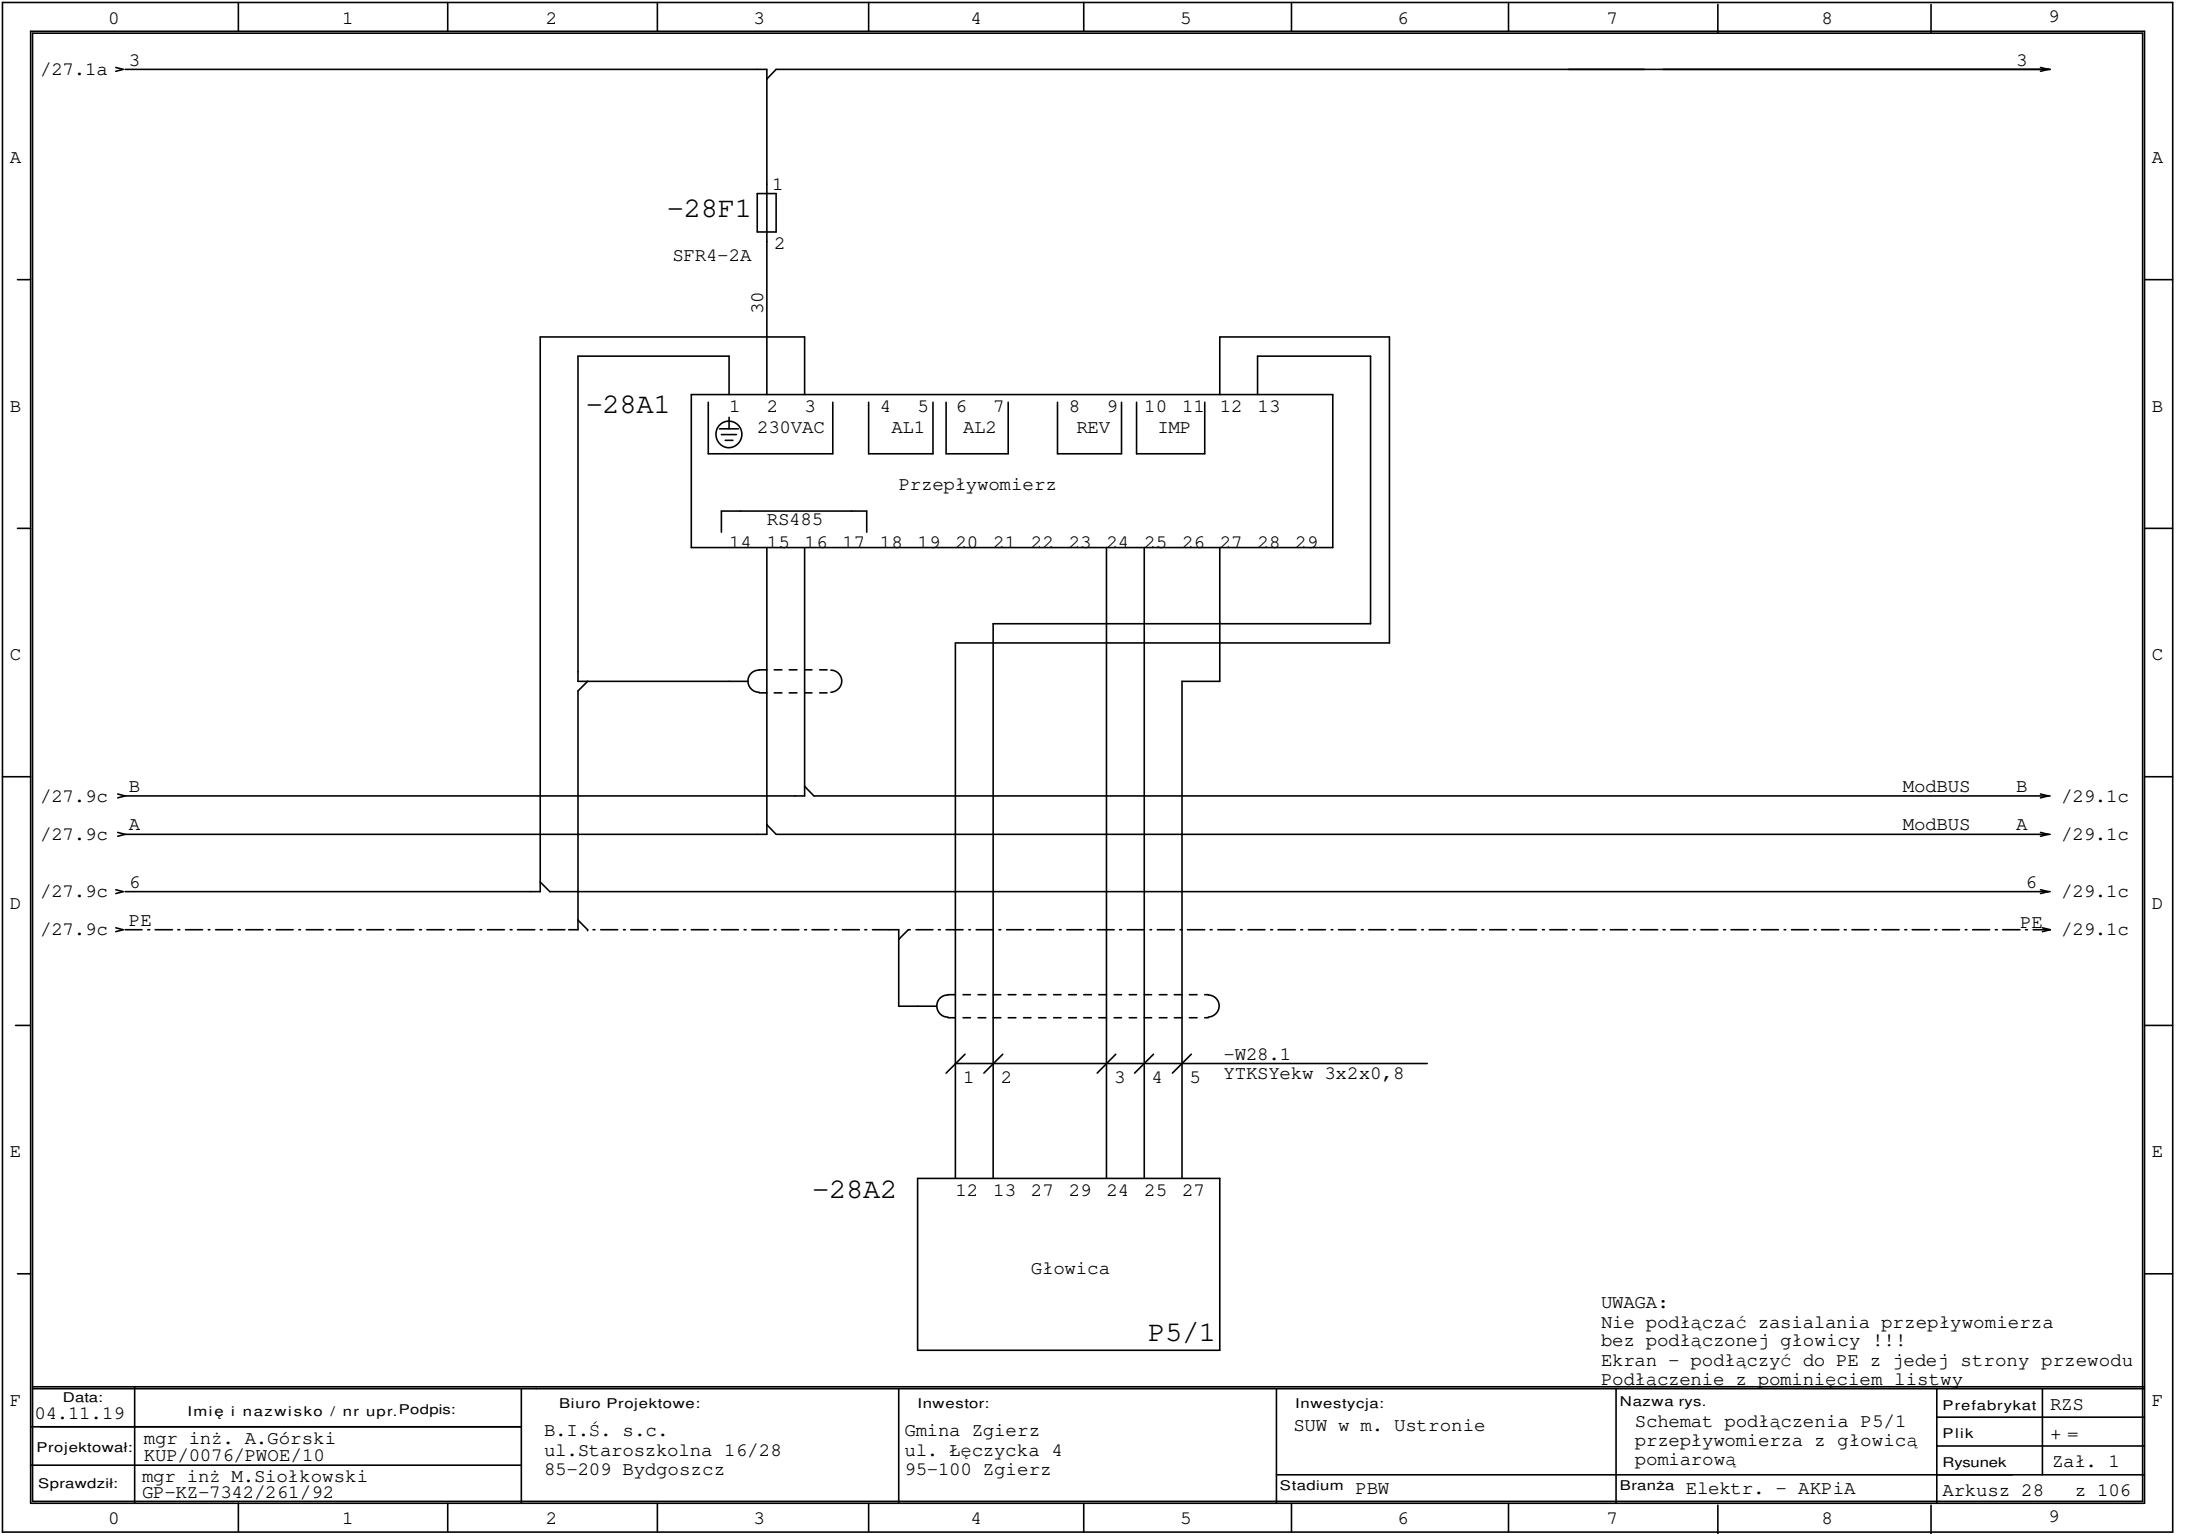 0 1 2 3 4 5 6 7 8 9
/27.1a 3 3
A A
1
-28F1
2
SFR4-2A
30
B -28A1 B
1 2 3 4 5 6 7 8 9 10 11 12 13
230VAC AL1 AL2 REV IMP
Przepływomierz
RS485
14 15 16 17 18 19 20 21 22 23 24 25 26 27 28 29
C C
/27.9c B ModBUS B /29.1c
/27.9c A ModBUS A /29.1c
/27.9c 6 6 /29.1c
D D
/27.9c PE PE /29.1c
-W28.1
1 2 3 4 5 YTKSYekw 3x2x0,8
E E
-28A2 12 13 27 29 24 25 27
Głowica
P5/1
UWAGA:
Nie podłączać zasialania przepływomierza
bez podłączonej głowicy !!!
Ekran - podłączyć do PE z jedej strony przewodu
Podłaczenie z pominięciem listwy
F F
Data:
04.11.19
Imię i nazwisko / nr upr. Podpis:
Projektował:
mgr inż. A.Górski
KUP/0076/PWOE/10
Sprawdził:
mgr inż M.Siołkowski
GP-KZ-7342/261/92
Biuro Projektowe:
B.I.Ś. s.c.
ul.Staroszkolna 16/28
85-209 Bydgoszcz
Inwestor:
Gmina Zgierz
ul. Łęczycka 4
95-100 Zgierz
Inwestycja:
SUW w m. Ustronie
Stadium PBW
Nazwa rys.
Schemat podłączenia P5/1
przepływomierza z głowicą
pomiarową
Branża Elektr. - AKPiA
Prefabrykat RZS
Plik + =
Rysunek Zał. 1
Arkusz 28 z 106
0 1 2 3 4 5 6 7 8 9